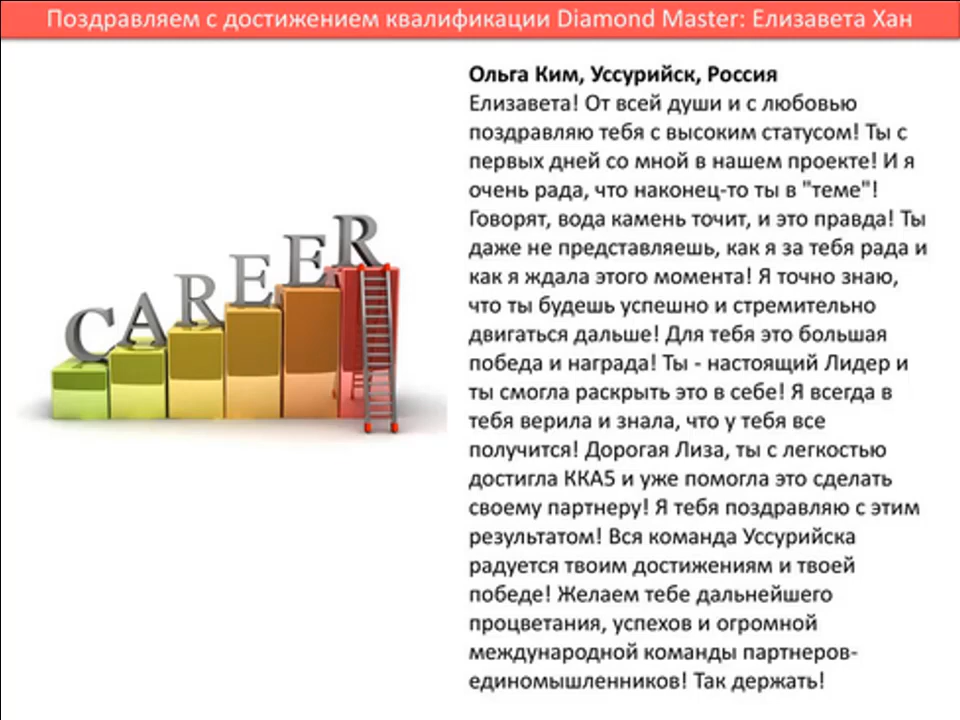 Поздравляем с достижением квалификации Diamond Master: Елизавета Хан
Ольга Ким, Уссурийск, Россия
Елизавета! От всей души и с любовью
поздравляю тебя с высоким статусом! Ты с
первых дней со мной в нашем проекте! И я
очень рада, что наконец-то ты в "теме"!
Говорят, вода камень точит, и это правда! Ты
даже не представляешь, как я за тебя рада и
как я ждала этого момента! Я точно знаю,
что ты будешь успешно и стремительно
двигаться дальше! Для тебя это большая
победа и награда! Ты - настоящий Лидер и
ты смогла раскрыть это в себе! Я всегда в
тебя верила и знала, что у тебя все
получится! Дорогая Лиза, ты с легкостью
достигла ККА5 и уже помогла это сделать
своему партнеру! Я тебя поздравляю с этим
результатом! Вся команда Уссурийска
радуется твоим достижениям и твоей
победе! Желаем тебе дальнейшего
процветания, успехов и огромной
международной команды партнеров-
единомышленников! Так держать!
CAREER